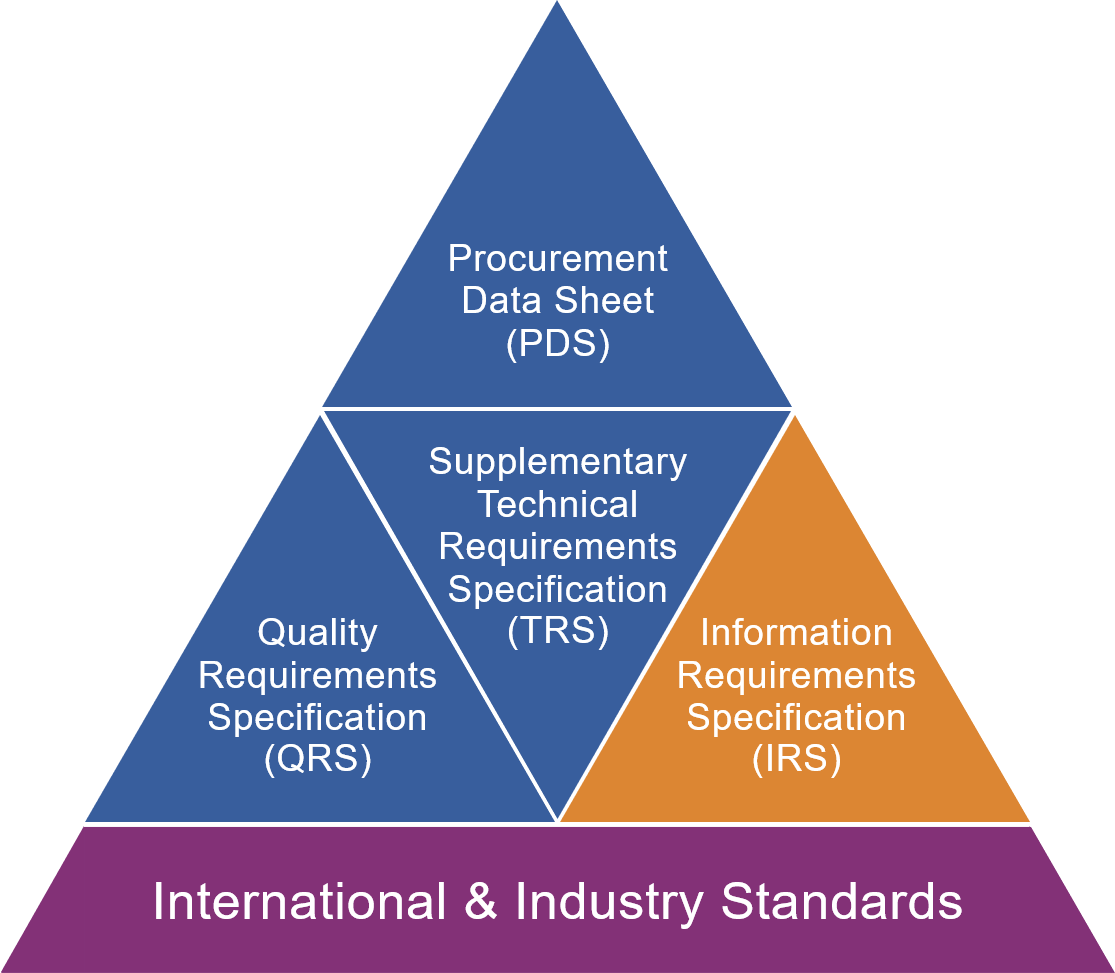 Procurement
Data Sheet
(PDS)
Supplementary
Technical
Requirements
Specification
(TRS)
Quality
Requirements
Specification
(QRS)
Information
Requirements
Specification
(IRS)
International & Industry Standards